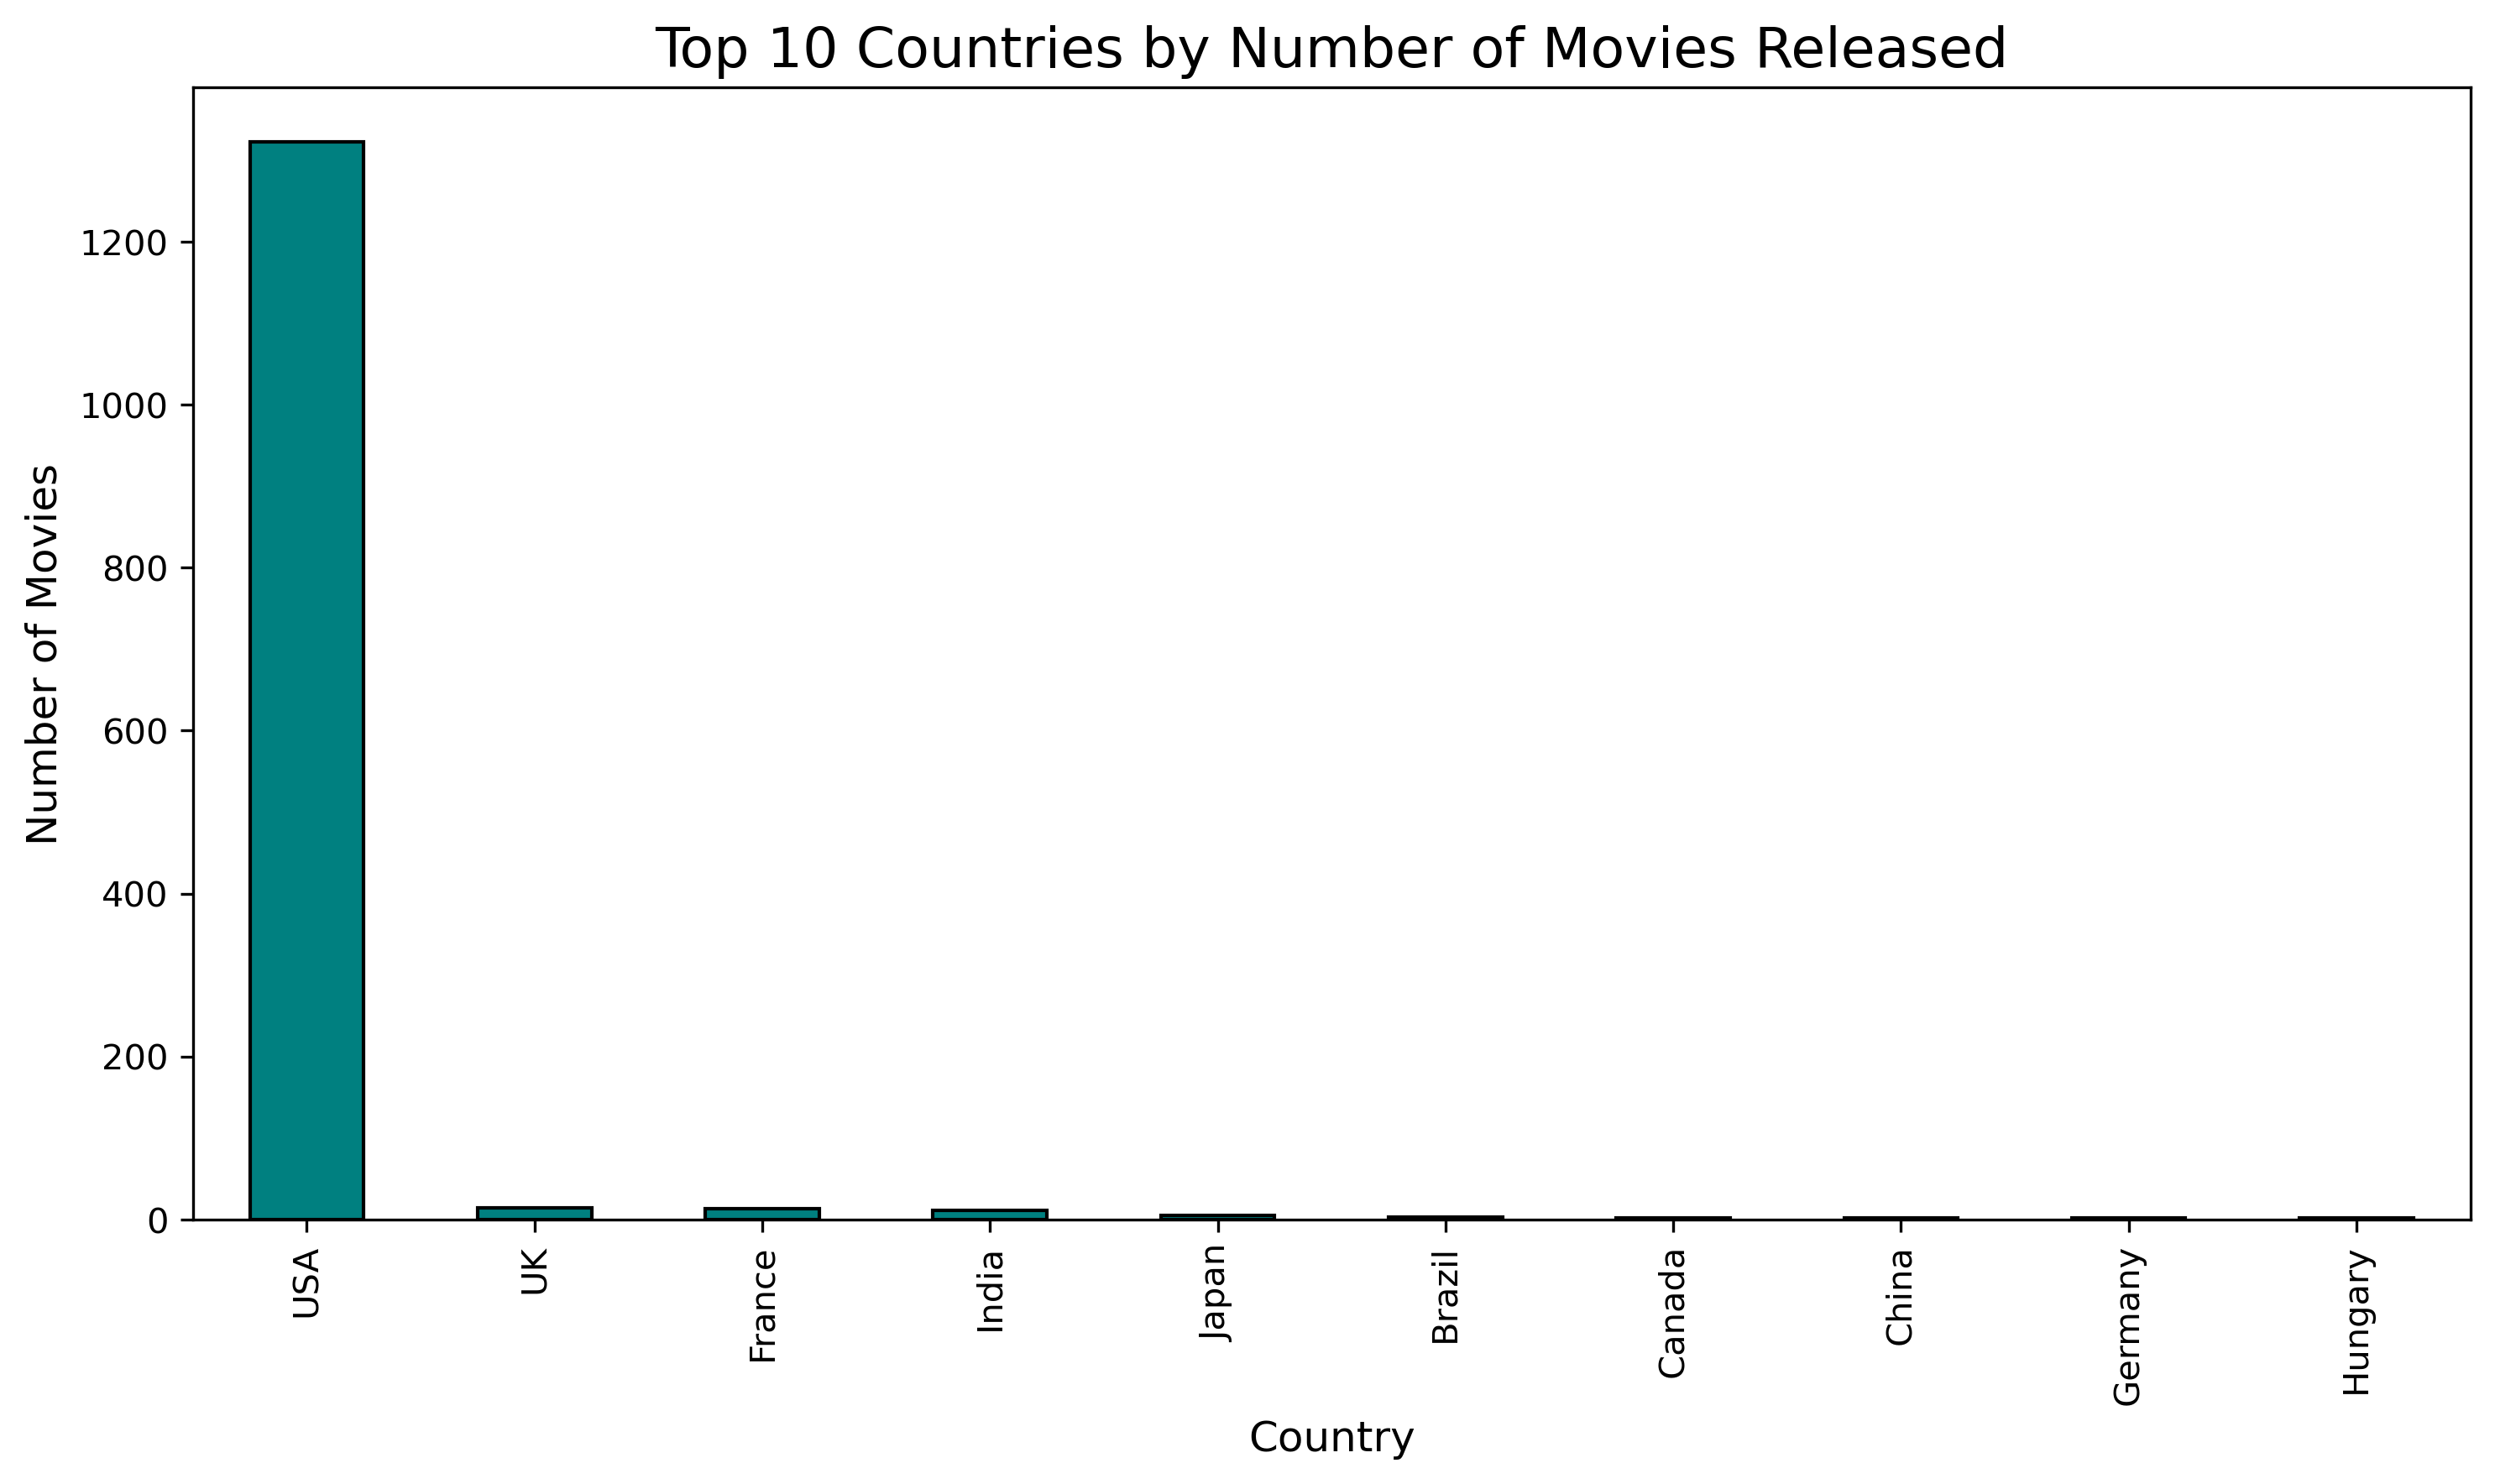 Top 10 Countries by Number of Movies Released
Number of Movies
1200
1000
800
600
400
200
0
USA
UK
France
India
Japan
Brazil
Canada
China
Germany
Hungary
Country